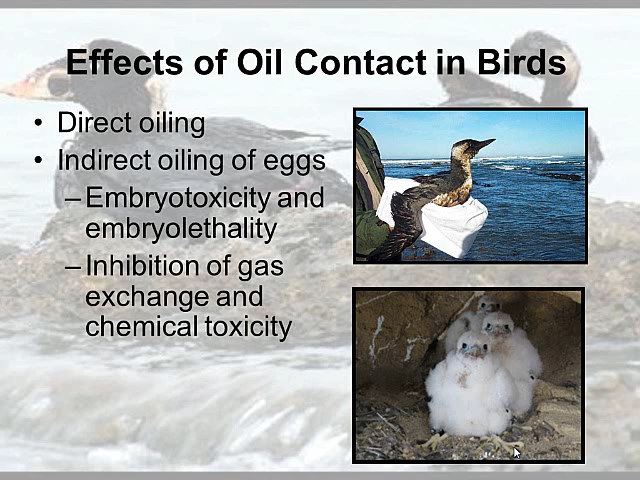 Effects of Oil Contact in Birds
• Direct oiling
• Indirect oiling of eggs
–Embryotoxicity and
embryolethality
–Inhibition of gas
exchange and
chemical toxicity